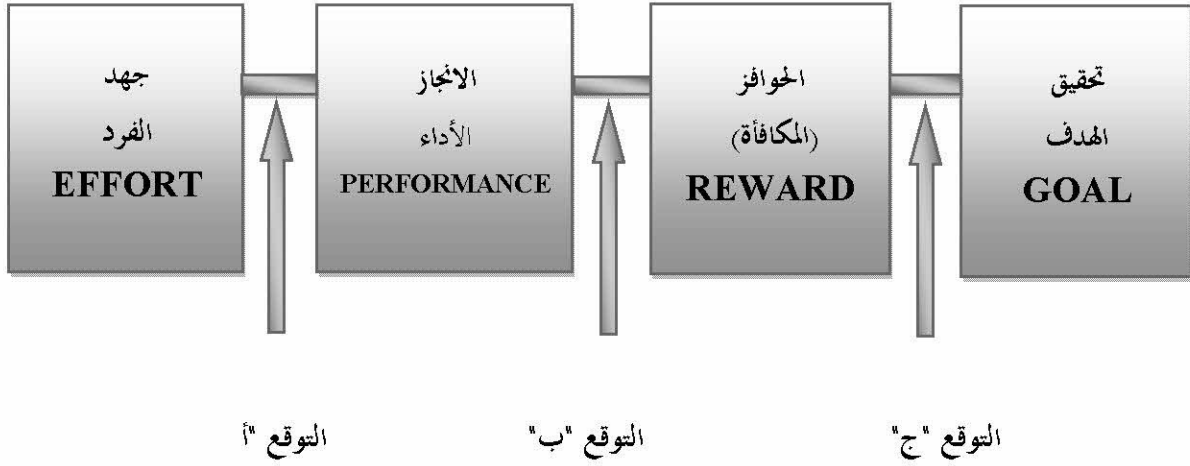 جهد
الفرد
EFFORT
الانجاز
الأداء
PERFORMANCE
الحوافز
(المكافأة)
REWARD
تحقيق
الهدف
GOAL
التوقع "أ
التوقع "ب"
التوقع "ج"